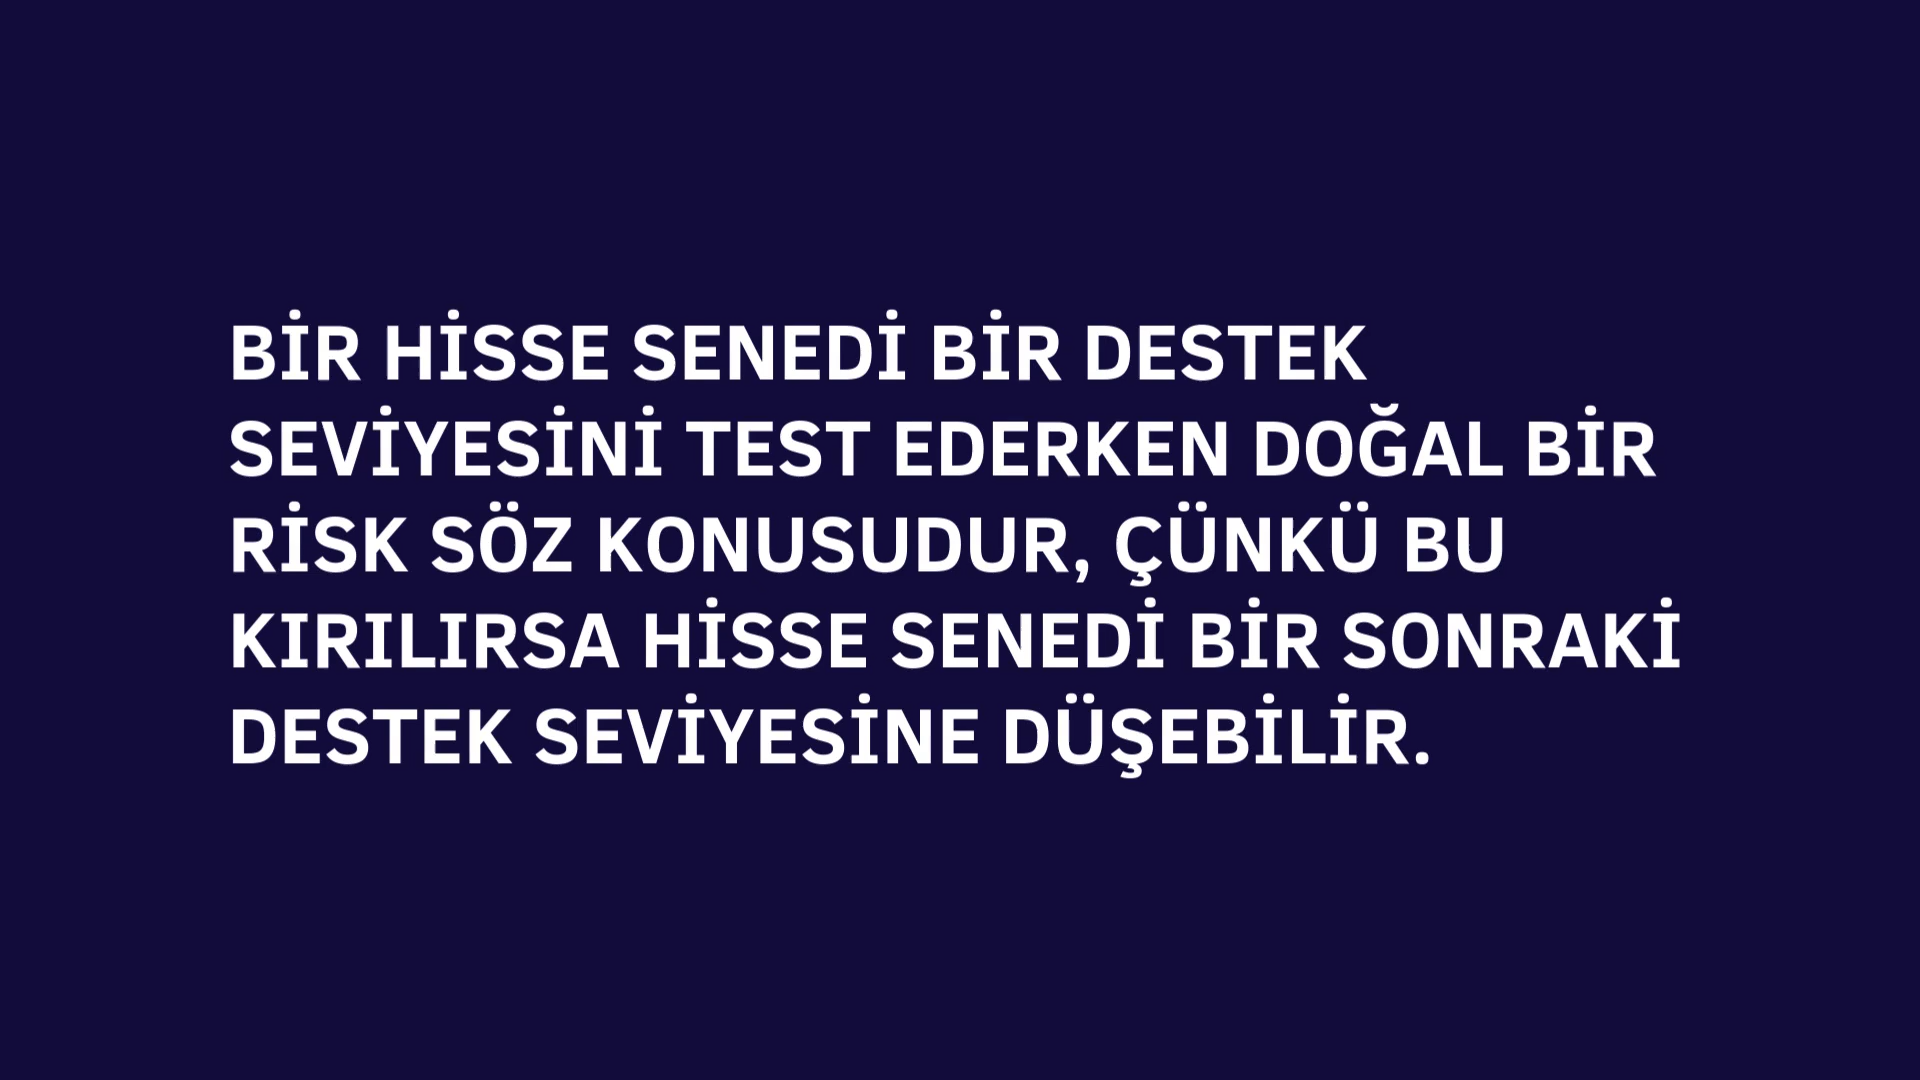 BİR HİSSE SENEDİ BİR DESTEK
SEVİYESİNİ TEST EDERKEN DOĞAL BİR
RİSK SÖZ KONUSUDUR, ÇÜNKÜ BU
KIRILIRSA HİSSE SENEDİ BİR SONRAKİ
DESTEK SEVİYESİNE DÜŞEBİLİR.